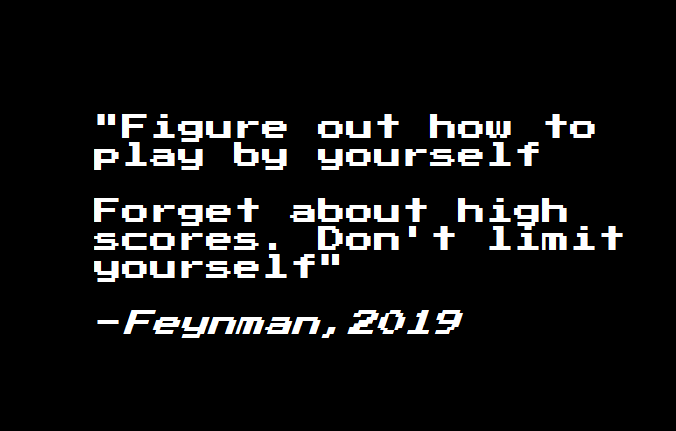 "Figure out how to
play by yourself
Forget about high
scores. Don't limit
yourself"
-Feynman,2019